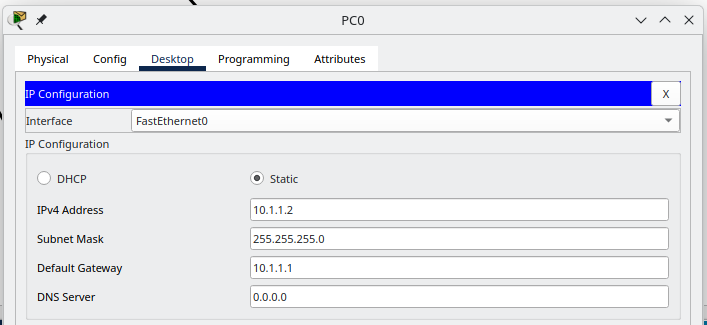 PC0
Physical Config Desktop Programming Attributes
IP Configuration X
Interface FastEthernet0
IP Configuration
DHCP Static
IPv4 Address 10.1.1.2
Subnet Mask 255.255.255.0
Default Gateway 10.1.1.1
DNS Server 0.0.0.0